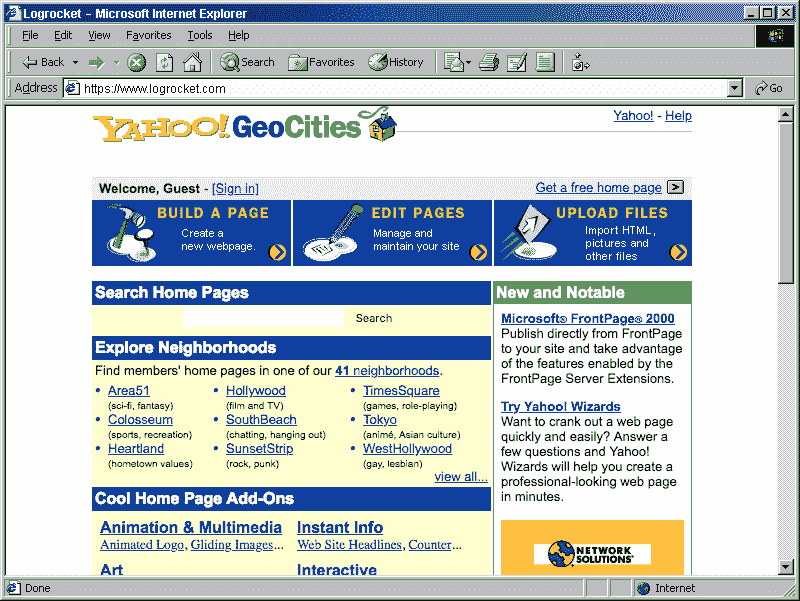 Logrocket - Microsoft Internet Explorer
File Edit View Favorites Tools Help
Back Search Favorites History
Address https://www.logrocket.com Go
YAHOO! GeoCities
Yahoo! - Help
Welcome, Guest - [Sign in]
Get a free home page >
BUILD A PAGE
Create a
new webpage.
EDIT PAGES
Manage and
maintain your site
UPLOAD FILES
Import HTML,
pictures and
other files
Search Home Pages
Search
Explore Neighborhoods
Find members' home pages in one of our 41 neighborhoods.
• Area51 • Hollywood • TimesSquare
(sci-fi, fantasy) (film and TV) (games, role-playing)
• Colosseum • SouthBeach • Tokyo
(sports, recreation) (chatting, hanging out) (animé, Asian culture)
• Heartland • SunsetStrip • WestHollywood
(hometown values) (rock, punk) (gay, lesbian)
view all...
Cool Home Page Add-Ons
Animation & Multimedia Instant Info
Animated Logo, Gliding Images... Web Site Headlines, Counter...
Art Interactive
New and Notable
Microsoft® FrontPage® 2000
Publish directly from FrontPage
to your site and take advantage
of the features enabled by the
FrontPage Server Extensions.
Try Yahoo! Wizards
Want to crank out a web page
quickly and easily? Answer a
few questions and Yahoo!
Wizards will help you create a
professional-looking web page
in minutes.
NETWORK
SOLUTIONS®
Done Internet